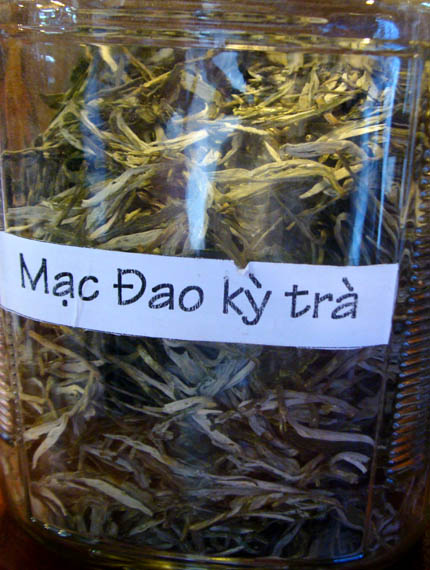 Mạc Đao kỳ trà